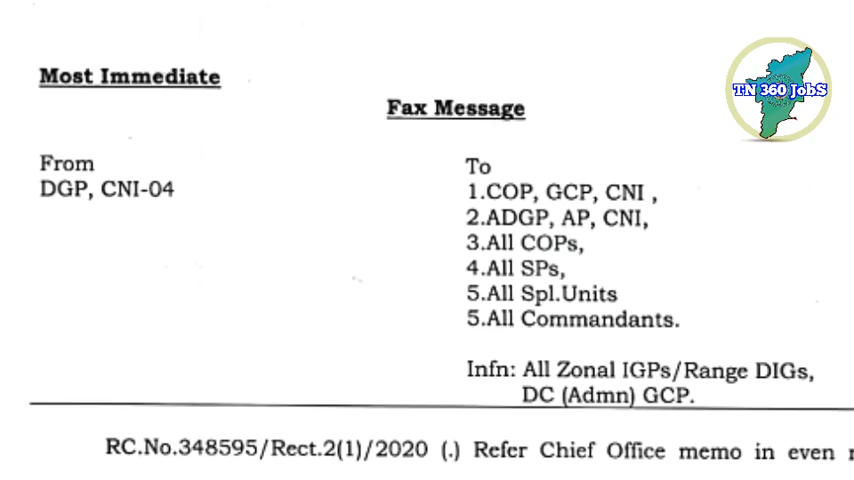 Most Immediate
TN 360 JobS
Fax Message
From
DGP, CNI-04
To
1.COP, GCP, CNI ,
2.ADGP, AP, CNI,
3.All COPs,
4.All SPs,
5.All Spl.Units
5.All Commandants.
Infn: All Zonal IGPs/Range DIGs,
DC (Admn) GCP.
RC.No.348595/Rect.2(1)/2020 (.) Refer Chief Office memo in even